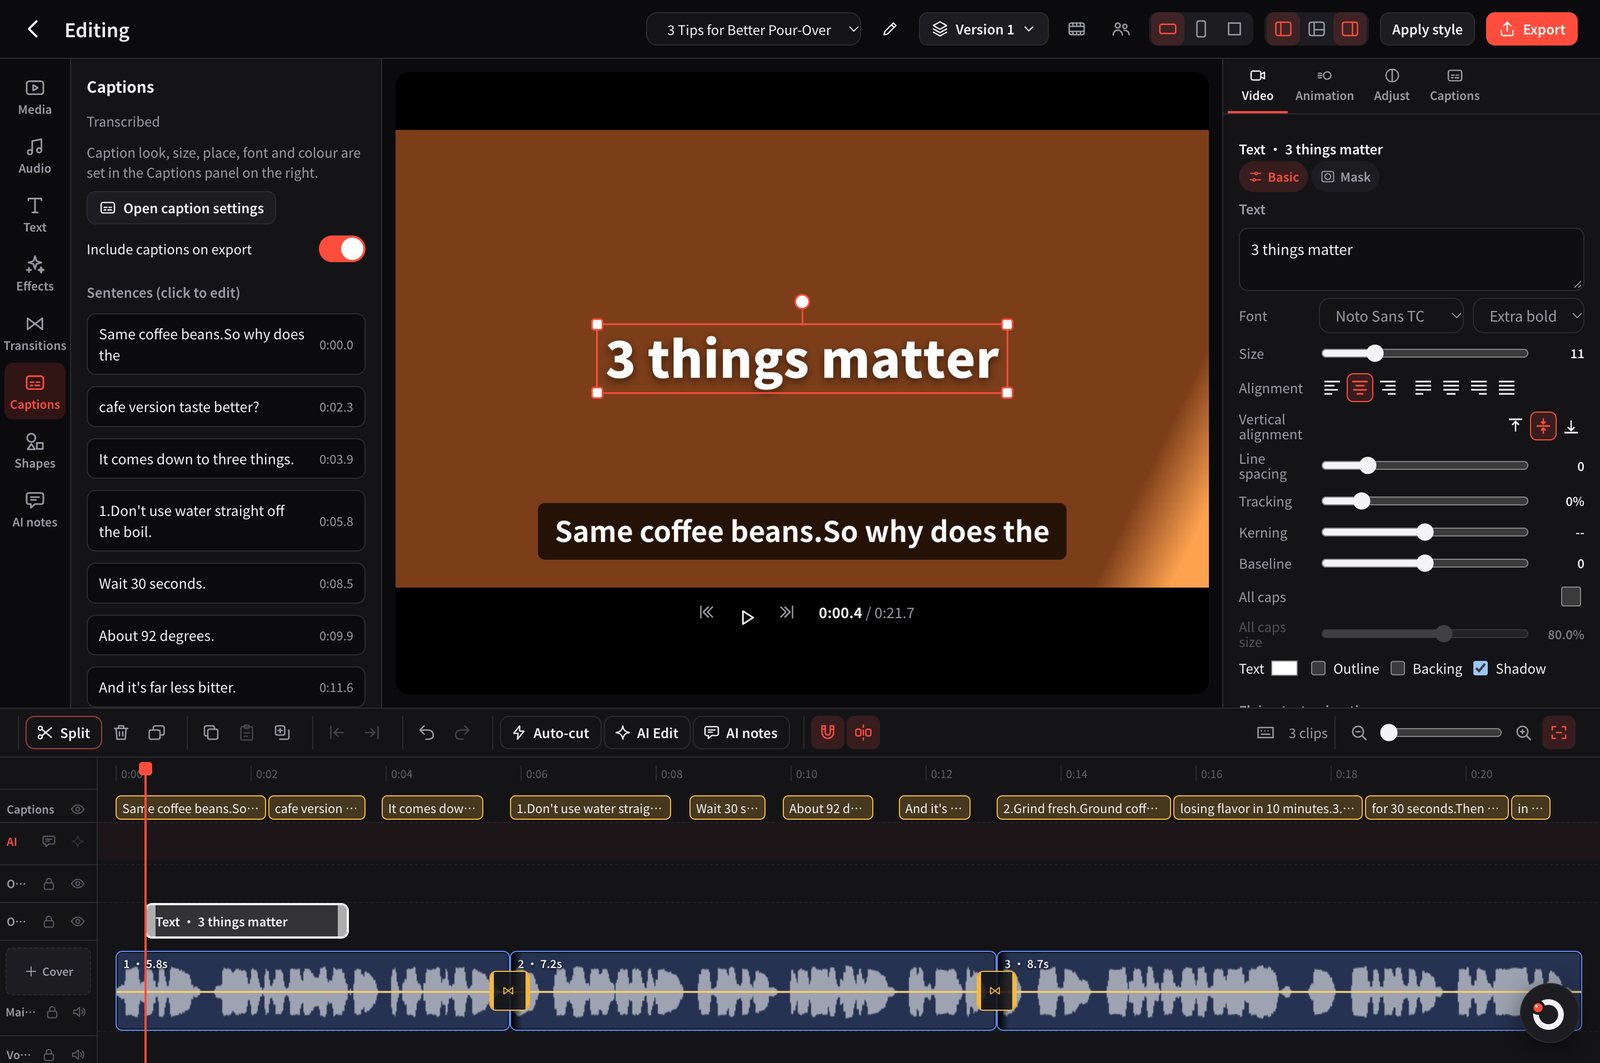 Editing
3 Tips for Better Pour-Over
Version 1
Apply style
Export
Media
Audio
Text
Effects
Transitions
Captions
Shapes
AI notes
Captions
Transcribed
Caption look, size, place, font and colour are
set in the Captions panel on the right.
Open caption settings
Include captions on export
Sentences (click to edit)
Same coffee beans.So why does
the
0:00.0
cafe version taste better?
0:02.3
It comes down to three things.
0:03.9
1.Don't use water straight off
the boil.
0:05.8
Wait 30 seconds.
0:08.5
About 92 degrees.
0:09.9
And it's far less bitter.
0:11.6
3 things matter
Same coffee beans.So why does the
0:00.4 / 0:21.7
Video
Animation
Adjust
Captions
Text • 3 things matter
Basic
Mask
Text
3 things matter
Font
Noto Sans TC
Extra bold
Size
11
Alignment
Vertical
alignment
Line
spacing
0
Tracking
0%
Kerning
--
Baseline
0
All caps
All caps
size
80.0%
Text
Outline
Backing
Shadow
Split
Auto-cut
AI Edit
AI notes
3 clips
0:00
0:02
0:04
0:06
0:08
0:10
0:12
0:14
0:16
0:18
0:20
Captions
Same coffee beans.So···
cafe version ···
It comes dow···
1.Don't use water straig···
Wait 30 s···
About 92 d···
And it's ···
2.Grind fresh.Ground coff···
losing flavor in 10 minutes.3.···
for 30 seconds.Then ···
in ···
AI
O···
O···
Text • 3 things matter
+ Cover
1 • 5.8s
2 • 7.2s
3 • 8.7s
Mai···
Vo···